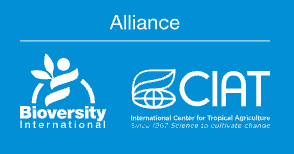 Alliance
Bioversity
International
CIAT
International Center for Tropical Agriculture
Since 1967 Science to cultivate change